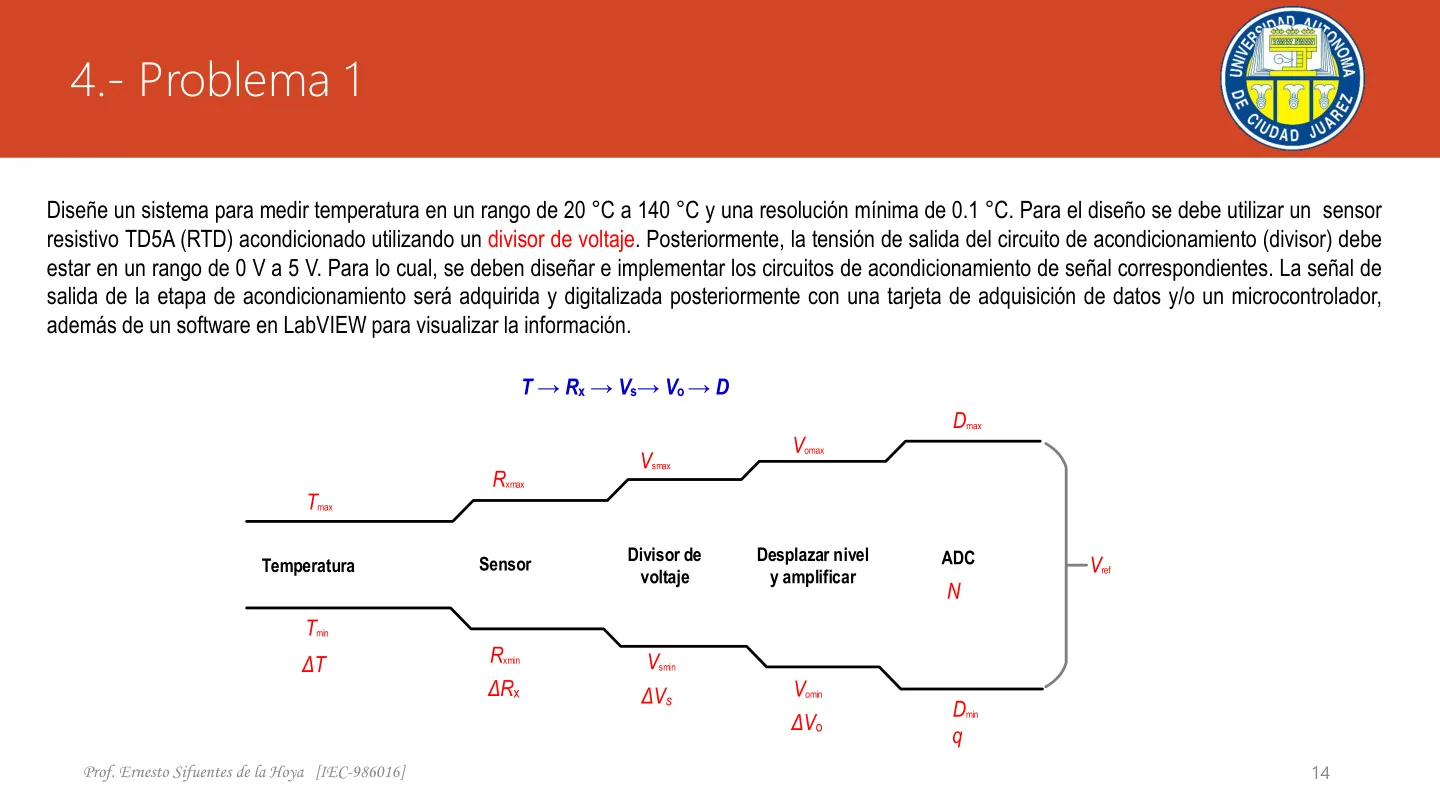 4.- Problema 1
UNIVERSIDAD AUTONOMA
DE CIUDAD JUAREZ
Diseñe un sistema para medir temperatura en un rango de 20 °C a 140 °C y una resolución mínima de 0.1 °C. Para el diseño se debe utilizar un sensor
resistivo TD5A (RTD) acondicionado utilizando un divisor de voltaje. Posteriormente, la tensión de salida del circuito de acondicionamiento (divisor) debe
estar en un rango de 0 V a 5 V. Para lo cual, se deben diseñar e implementar los circuitos de acondicionamiento de señal correspondientes. La señal de
salida de la etapa de acondicionamiento será adquirida y digitalizada posteriormente con una tarjeta de adquisición de datos y/o un microcontrolador,
además de un software en LabVIEW para visualizar la información.
T → Rx → Vs→ Vo → D
Dmax
Vomax
Vsmax
Rxmax
Tmax
Temperatura
Sensor
Divisor de
voltaje
Desplazar nivel
y amplificar
ADC
N
Vref
Tmin
ΔT
Rxmin
ΔRx
Vsmin
ΔVs
Vomin
ΔVo
Dmin
q
Prof. Ernesto Sifuentes de la Hoya [IEC-986016]
14